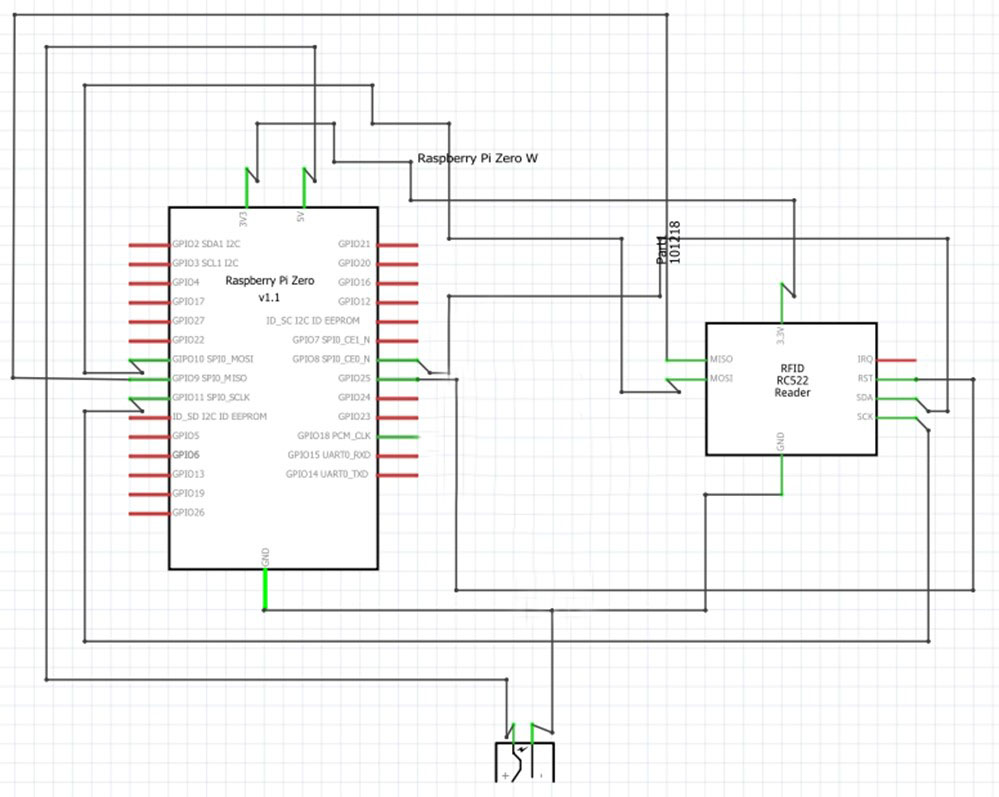 Raspberry Pi Zero W
3V3
5V
GPIO2 SDA1 I2C
GPIO3 SCL1 I2C
GPIO4
GPIO17
GPIO27
GPIO22
GPIO10 SPI0_MOSI
GPIO9 SPI0_MISO
GPIO11 SPI0_SCLK
ID_SD I2C ID EEPROM
GPIO5
GPIO6
GPIO13
GPIO19
GPIO26
Raspberry Pi Zero
v1.1
GPIO21
GPIO20
GPIO16
GPIO12
ID_SC I2C ID EEPROM
GPIO7 SPI0_CE1_N
GPIO8 SPI0_CE0_N
GPIO25
GPIO24
GPIO23
GPIO18 PCM_CLK
GPIO15 UART0_RXD
GPIO14 UART0_TXD
GND
Part1
101218
3.3V
MISO
MOSI
RFID
RC522
Reader
IRQ
RST
SDA
SCK
GND
+
-